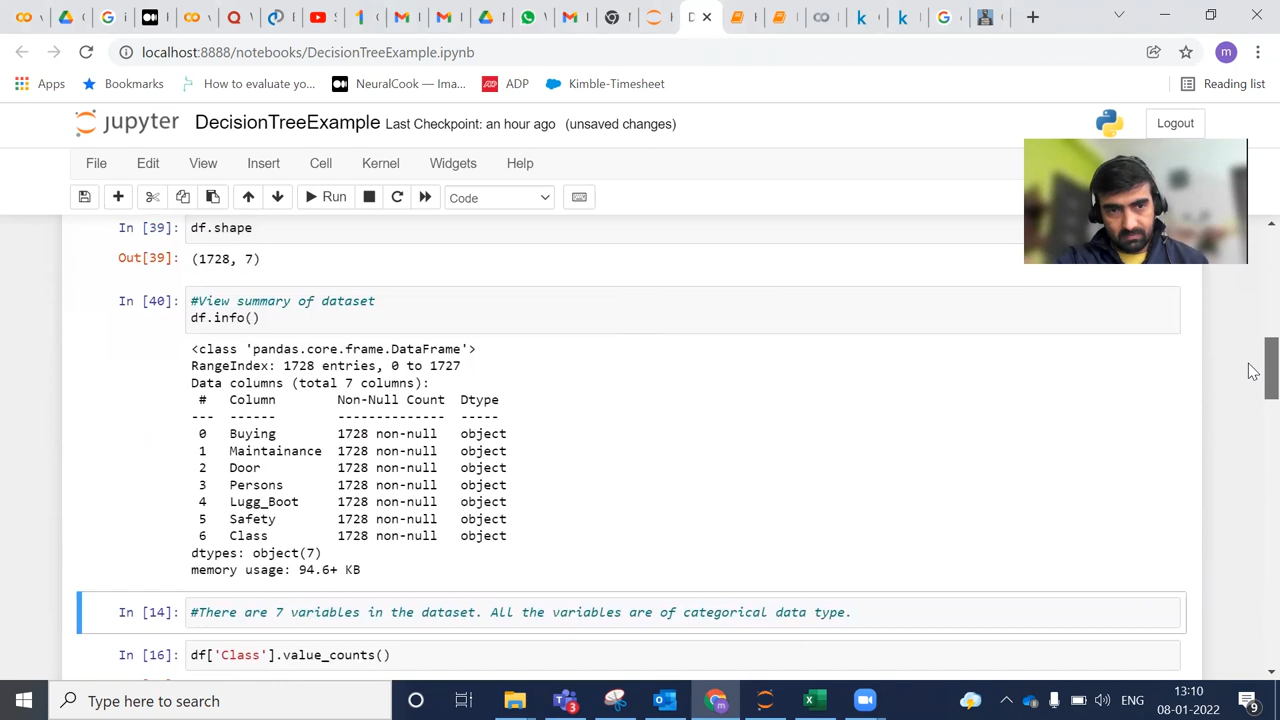 localhost:8888/notebooks/DecisionTreeExample.ipynb
m
Apps
Bookmarks
How to evaluate you...
NeuralCook — Ima...
ADP
Kimble-Timesheet
Reading list
jupyter
DecisionTreeExample Last Checkpoint: an hour ago (unsaved changes)
Logout
File Edit View Insert Cell Kernel Widgets Help
Run
Code
In [39]: df.shape
Out[39]: (1728, 7)
In [40]: #View summary of dataset
df.info()
<class 'pandas.core.frame.DataFrame'>
RangeIndex: 1728 entries, 0 to 1727
Data columns (total 7 columns):
# Column Non-Null Count Dtype
--- ------ -------------- -----
0 Buying 1728 non-null object
1 Maintainance 1728 non-null object
2 Door 1728 non-null object
3 Persons 1728 non-null object
4 Lugg_Boot 1728 non-null object
5 Safety 1728 non-null object
6 Class 1728 non-null object
dtypes: object(7)
memory usage: 94.6+ KB
In [14]: #There are 7 variables in the dataset. All the variables are of categorical data type.
In [16]: df['Class'].value_counts()
Type here to search
ENG
13:10
08-01-2022